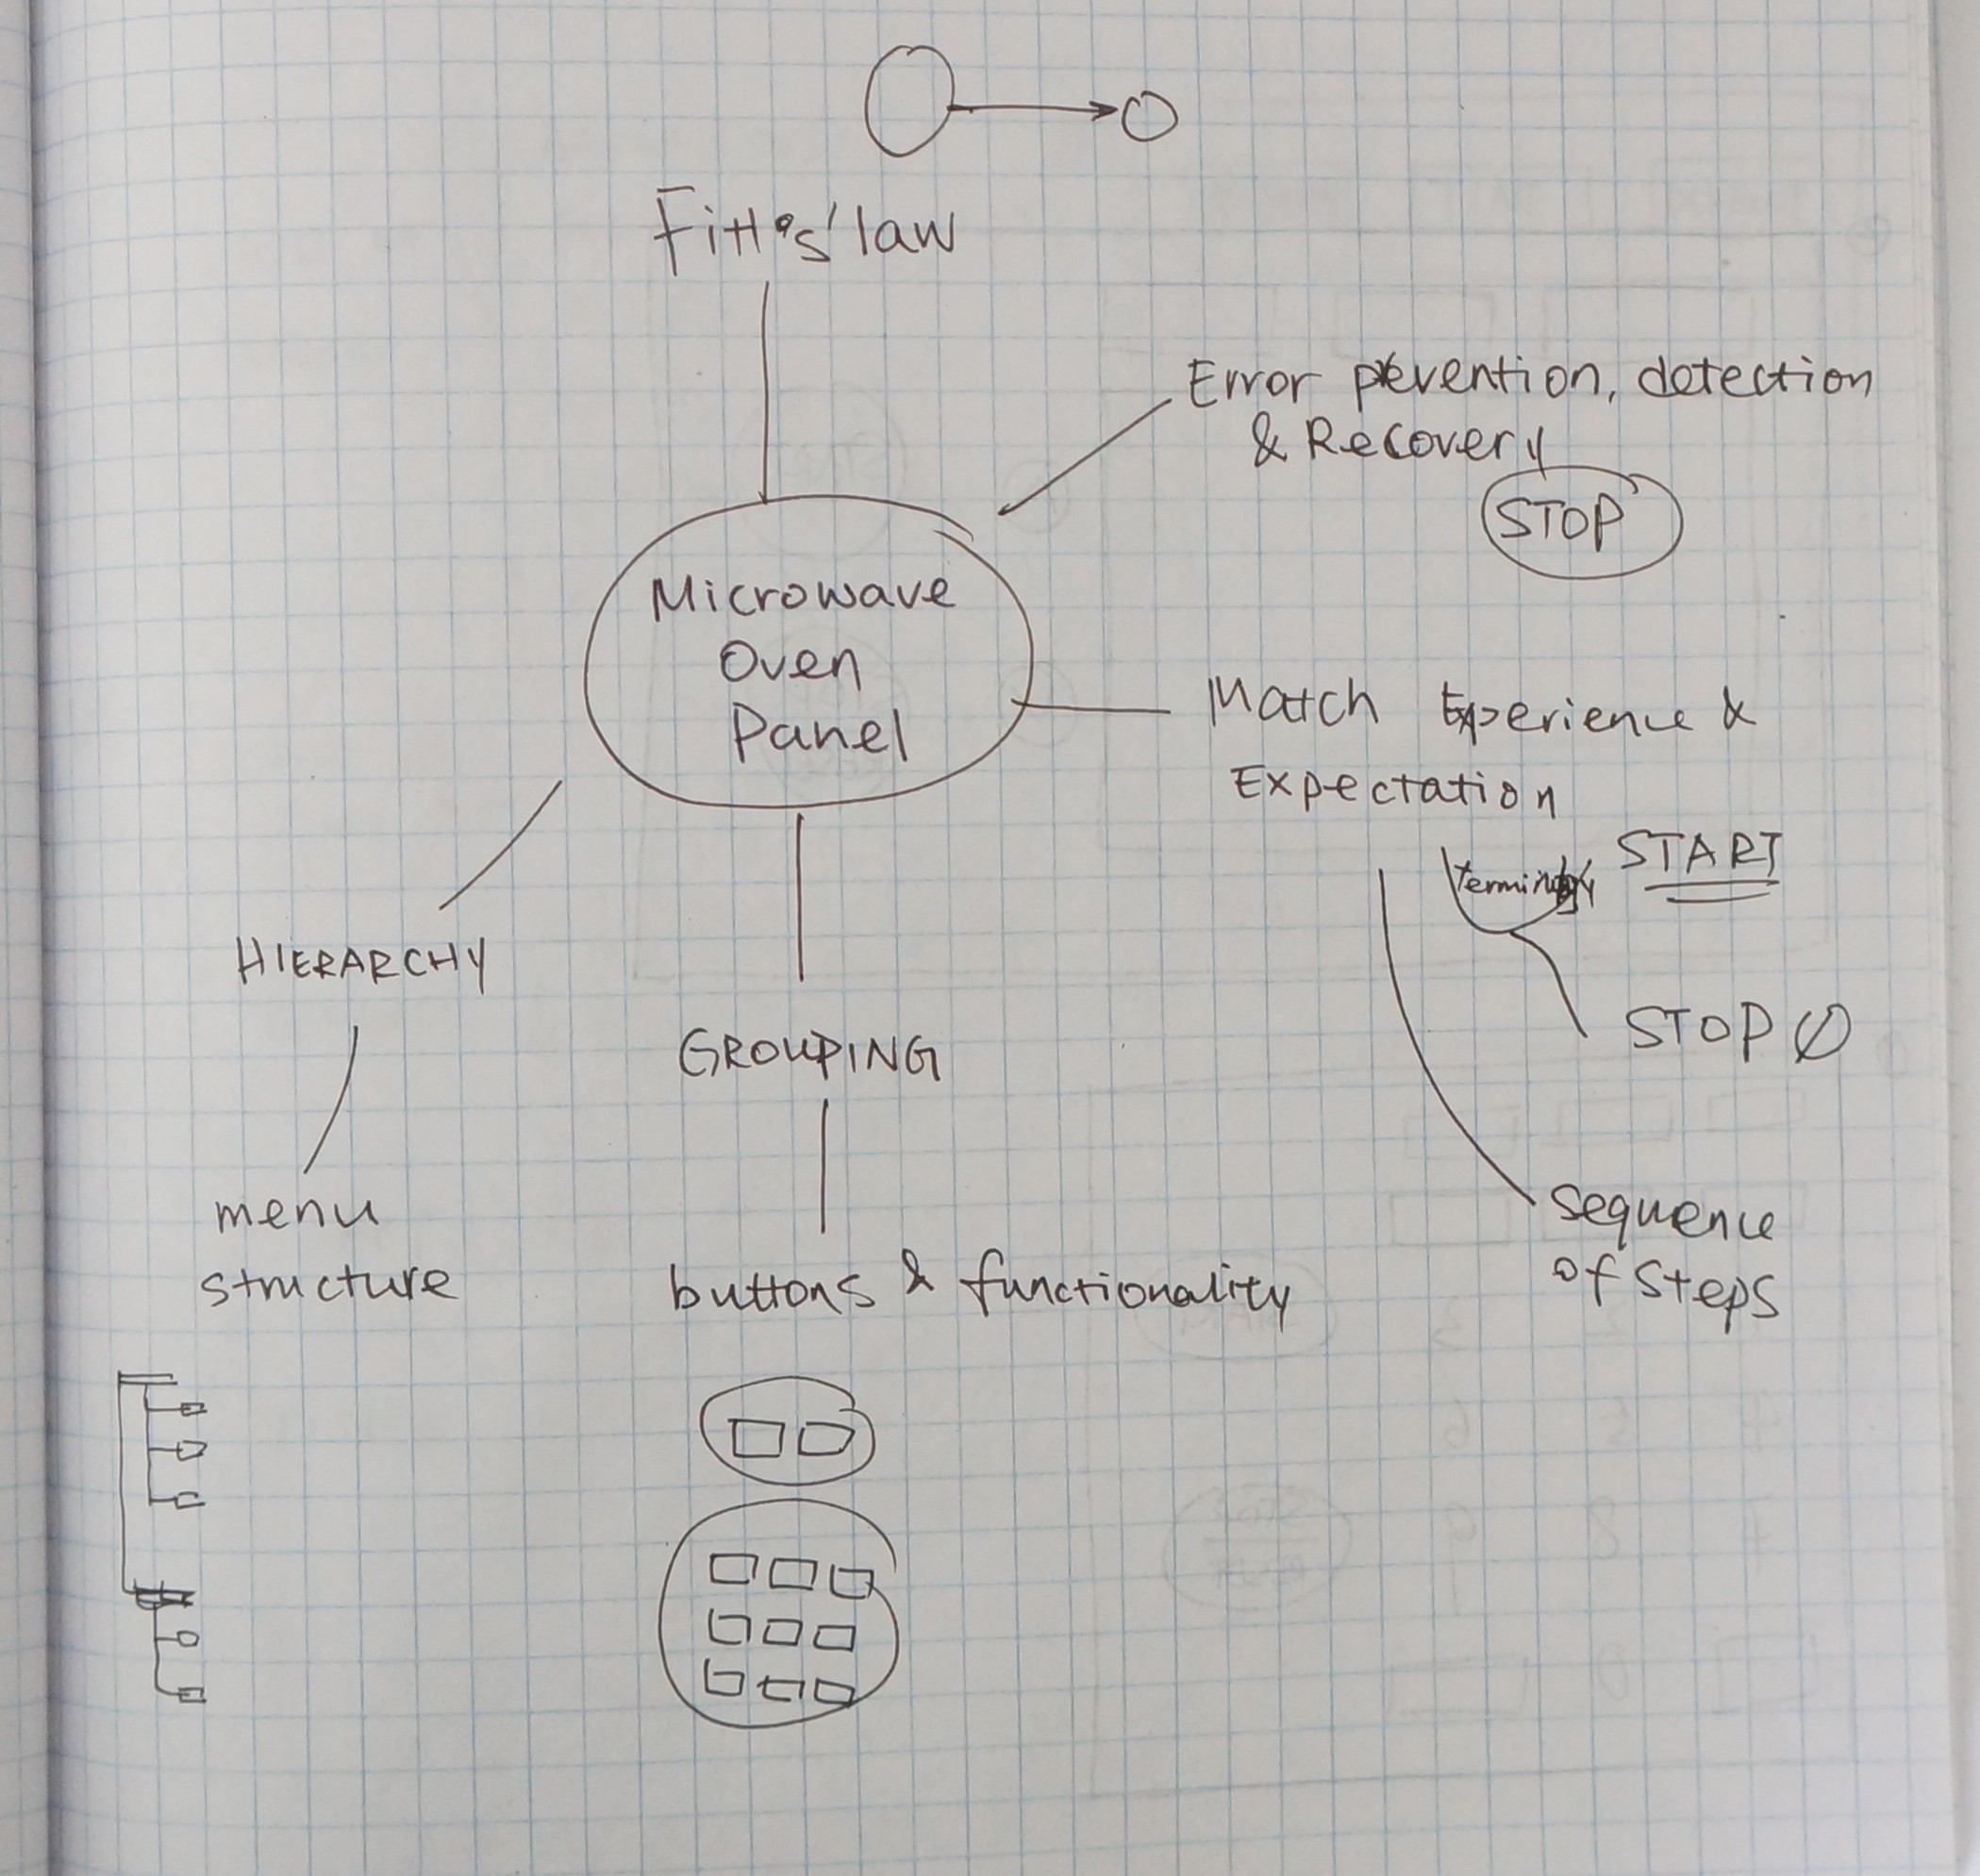 Fitts' law
Error prevention, detection
& Recovery
STOP
Microwave
Oven
Panel
Match Experience &
Expectation
START
STOP
HIERARCHY
GROUPING
menu
structure
buttons & functionality
sequence
of steps